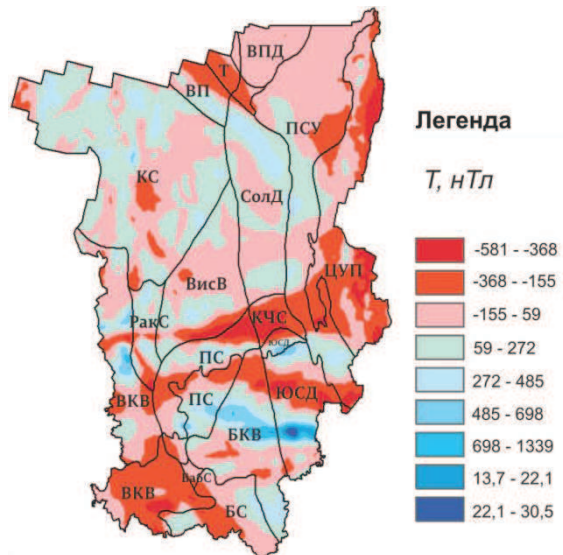 ВПД
Т
ВП
ПСУ
КС
СолД
ЦУП
ВисВ
КЧС
РакС
ЮСД
ПС
ВКВ
ПС
ЮСД
БКВ
БабС
ВКВ
БС
Легенда
Т, нТл
-581 - -368
-368 - -155
-155 - 59
59 - 272
272 - 485
485 - 698
698 - 1339
13,7 - 22,1
22,1 - 30,5